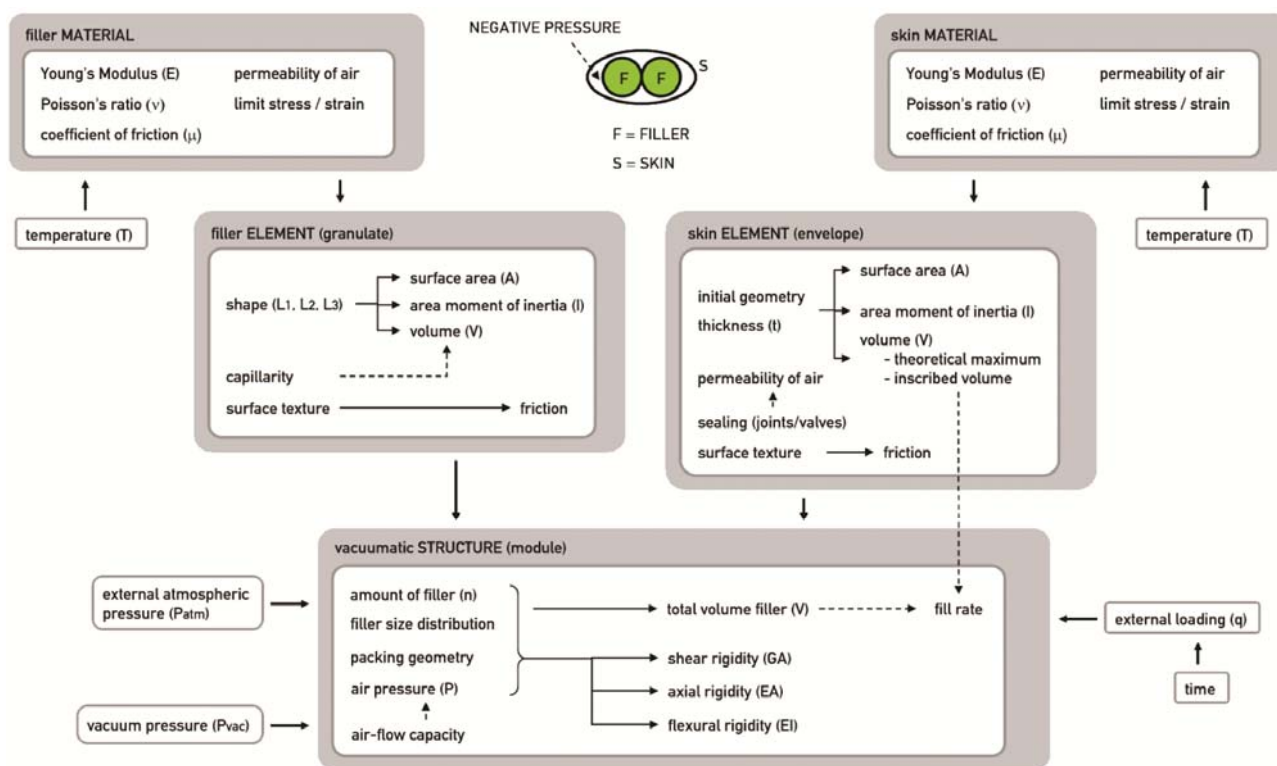 filler MATERIAL
Young's Modulus (E)
permeability of air
Poisson's ratio (ν)
limit stress / strain
coefficient of friction (μ)
NEGATIVE PRESSURE
F
F
S
F = FILLER
S = SKIN
skin MATERIAL
Young's Modulus (E)
permeability of air
Poisson's ratio (ν)
limit stress / strain
coefficient of friction (μ)
temperature (T)
temperature (T)
filler ELEMENT (granulate)
surface area (A)
shape (L1, L2, L3)
area moment of inertia (I)
volume (V)
capillarity
surface texture
friction
skin ELEMENT (envelope)
surface area (A)
initial geometry
thickness (t)
area moment of inertia (I)
volume (V)
- theoretical maximum
- inscribed volume
permeability of air
sealing (joints/valves)
surface texture
friction
vacuumatic STRUCTURE (module)
external atmospheric
pressure (Patm)
vacuum pressure (Pvac)
amount of filler (n)
filler size distribution
packing geometry
air pressure (P)
air-flow capacity
total volume filler (V)
fill rate
shear rigidity (GA)
axial rigidity (EA)
flexural rigidity (EI)
external loading (q)
time